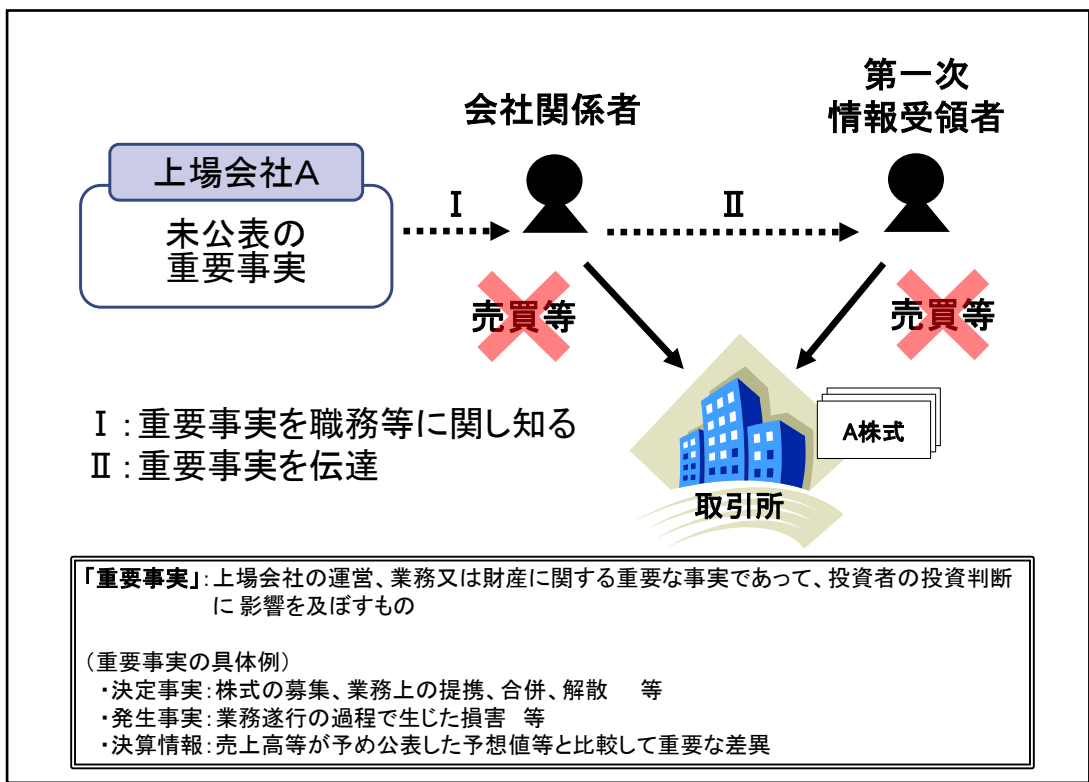 会社関係者
第一次
情報受領者
上場会社A
未公表の
重要事実
Ⅰ
Ⅱ
売買等
売買等
Ⅰ：重要事実を職務等に関し知る
Ⅱ：重要事実を伝達
A株式
取引所
「重要事実」：上場会社の運営、業務又は財産に関する重要な事実であって、投資者の投資判断
に 影響を及ぼすもの
（重要事実の具体例）
・決定事実：株式の募集、業務上の提携、合併、解散　等
・発生事実：業務遂行の過程で生じた損害　等
・決算情報：売上高等が予め公表した予想値等と比較して重要な差異